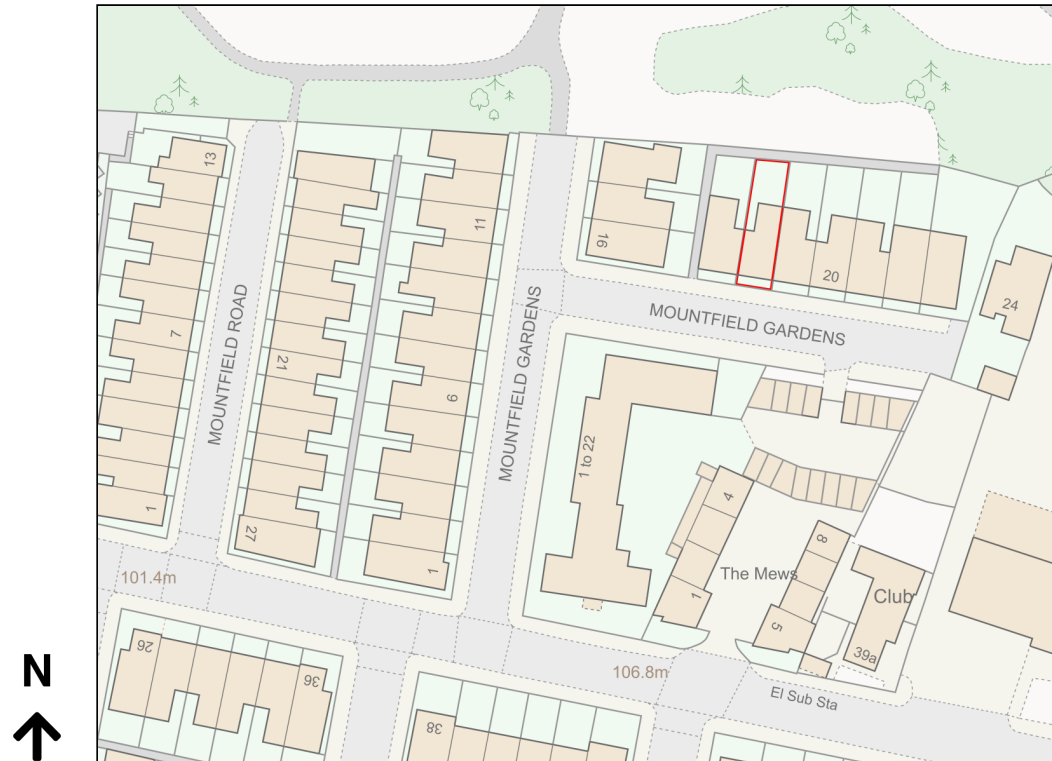 13
11
16
20
24
7
MOUNTFIELD ROAD
21
MOUNTFIELD GARDENS
MOUNTFIELD GARDENS
9
1 to 22
4
1
27
1
8
The Mews
1
5
Club
39a
101.4m
106.8m
El Sub Sta
26
36
38
N